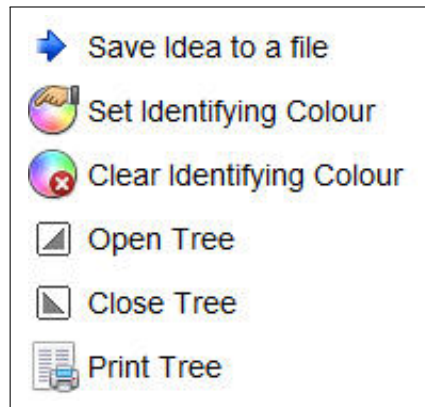 Save Idea to a file
Set Identifying Colour
Clear Identifying Colour
Open Tree
Close Tree
Print Tree